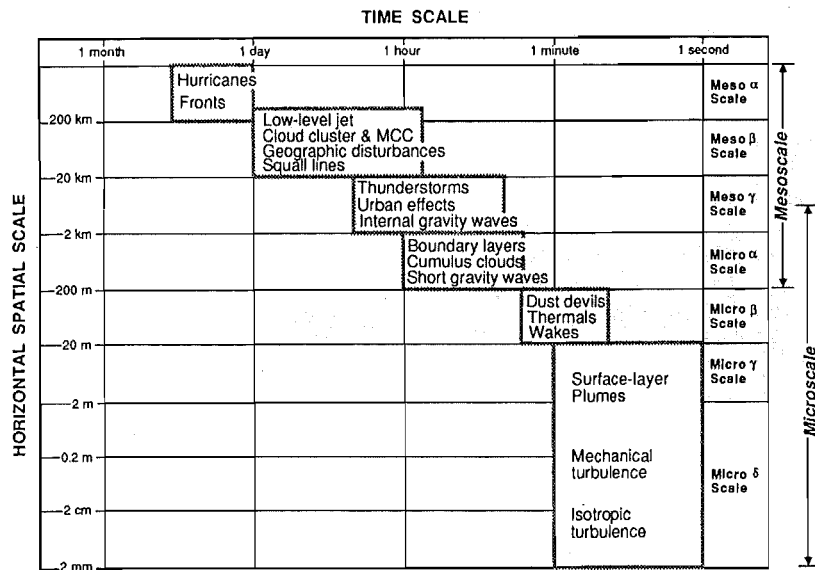 TIME SCALE
1 month 1 day 1 hour 1 minute 1 second
HORIZONTAL SPATIAL SCALE
Hurricanes
Fronts
Meso α
Scale
200 km
Low-level jet
Cloud cluster & MCC
Geographic disturbances
Squall lines
Meso β
Scale
20 km
Thunderstorms
Urban effects
Internal gravity waves
Meso γ
Scale
2 km
Boundary layers
Cumulus clouds
Short gravity waves
Micro α
Scale
200 m
Dust devils
Thermals
Wakes
Micro β
Scale
20 m
Surface-layer
Plumes
Micro γ
Scale
2 m
0.2 m
Mechanical
turbulence
Micro δ
Scale
2 cm
Isotropic
turbulence
2 mm
Mesoscale
Microscale